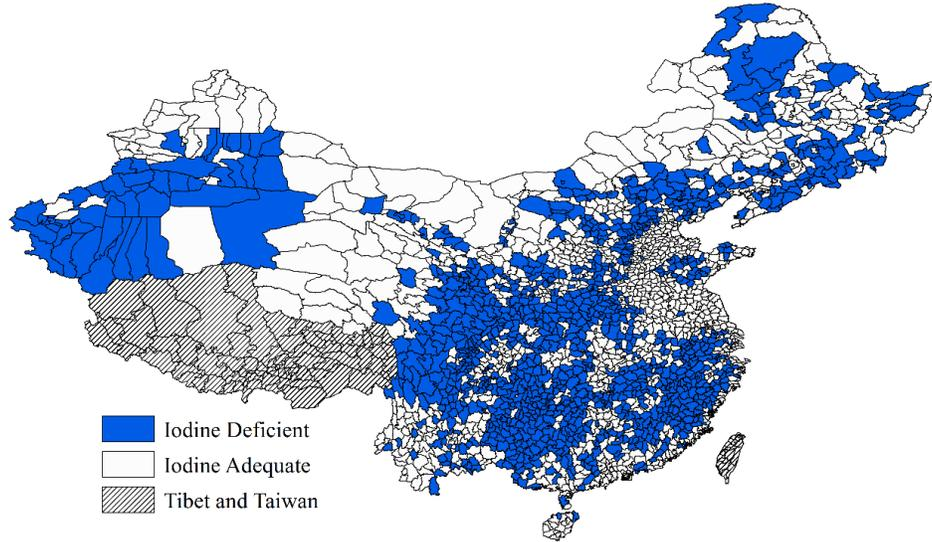 Iodine Deficient
Iodine Adequate
Tibet and Taiwan